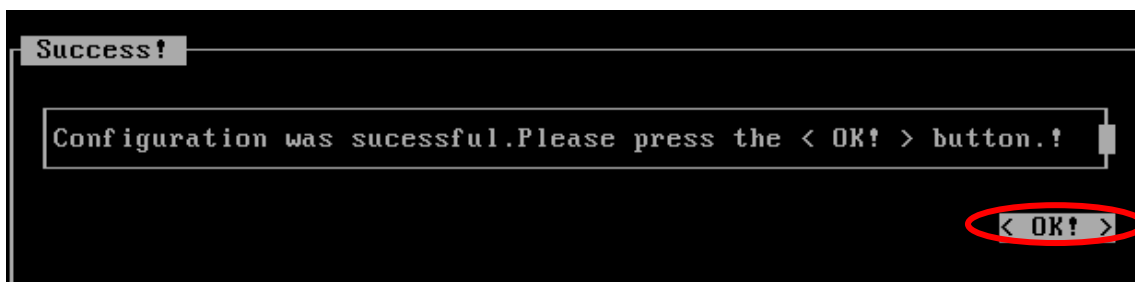 Success!
Configuration was sucessful.Please press the < OK! > button.!
< OK! >